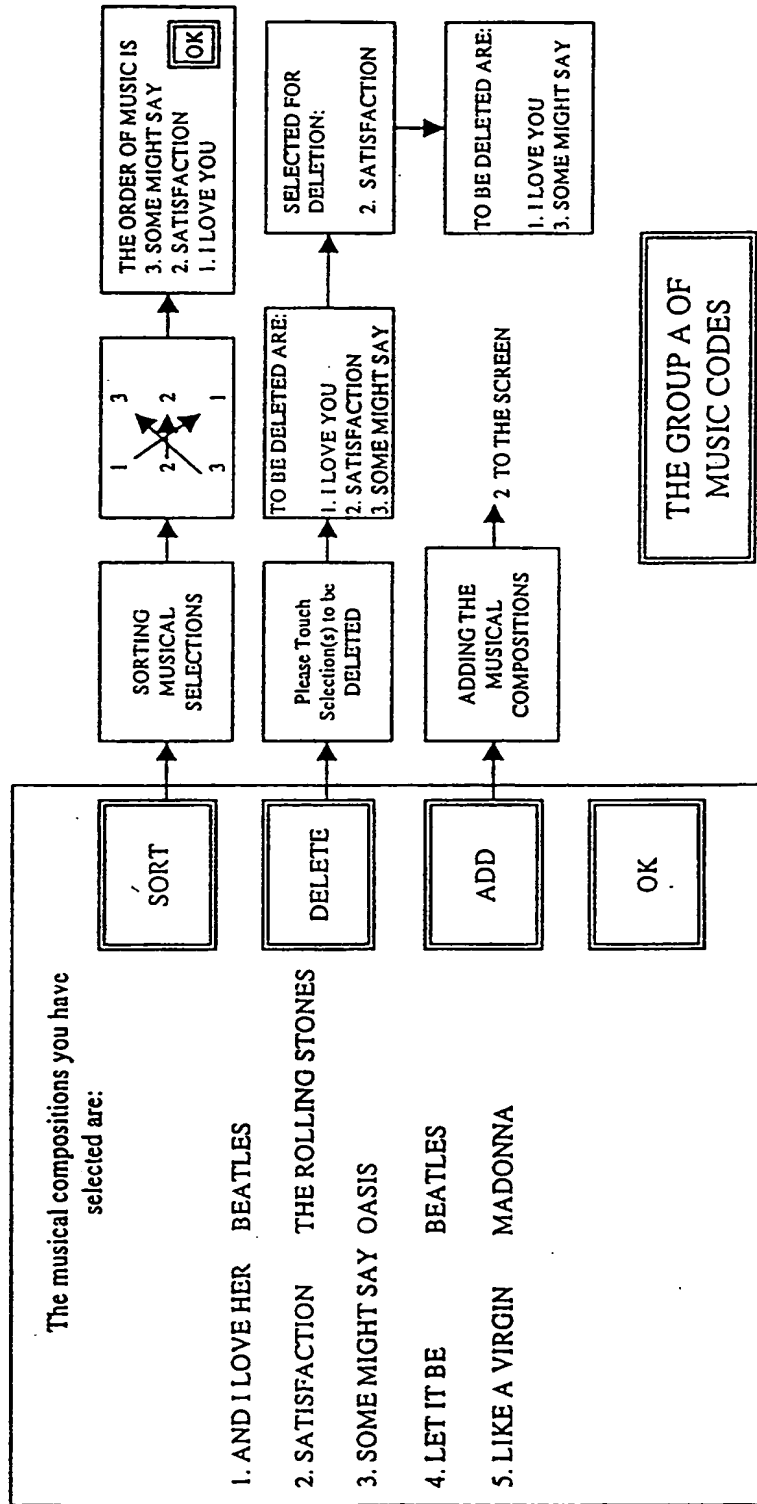 The musical compositions you have
selected are:
1. AND I LOVE HER BEATLES
2. SATISFACTION THE ROLLING STONES
3. SOME MIGHT SAY OASIS
4. LET IT BE BEATLES
5. LIKE A VIRGIN MADONNA
SORT
DELETE
ADD
OK
SORTING
MUSICAL
SELECTIONS
1 3
2 2
3 1
THE ORDER OF MUSIC IS
3. SOME MIGHT SAY
2. SATISFACTION
1. I LOVE YOU
OK
Please Touch
Selection(s) to be
DELETED
TO BE DELETED ARE:
1. I LOVE YOU
2. SATISFACTION
3. SOME MIGHT SAY
SELECTED FOR
DELETION:
2. SATISFACTION
TO BE DELETED ARE:
1. I LOVE YOU
3. SOME MIGHT SAY
ADDING THE
MUSICAL
COMPOSITIONS
2 TO THE SCREEN
THE GROUP A OF
MUSIC CODES